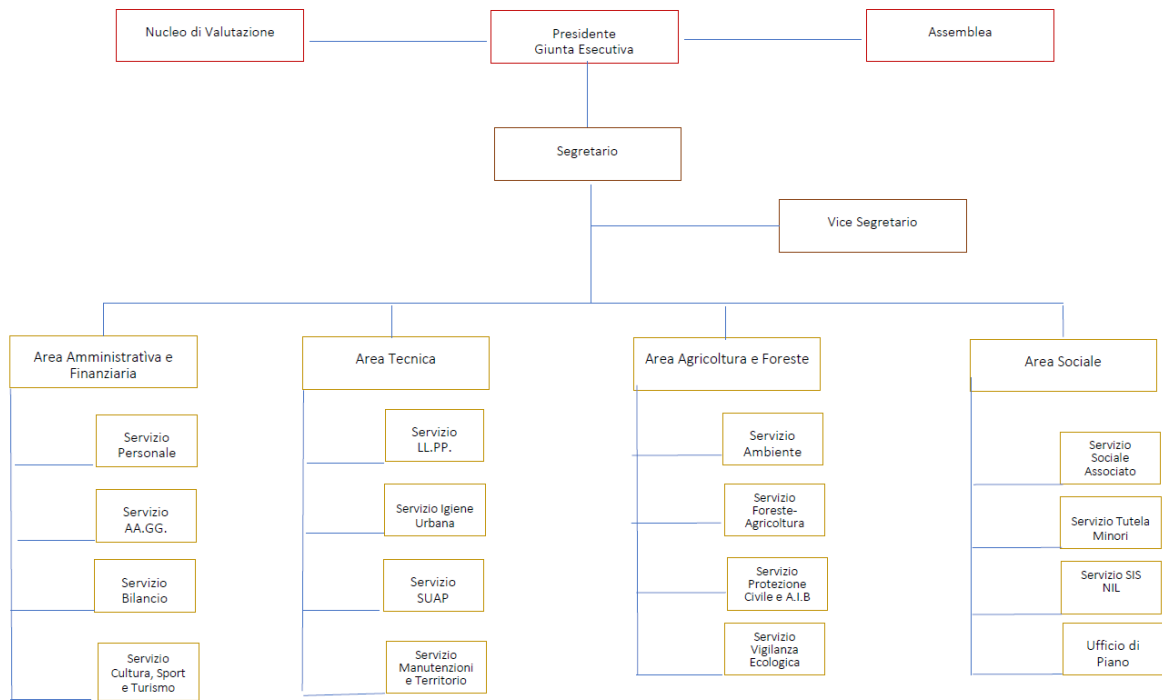 Nucleo di Valutazione
Presidente
Giunta Esecutiva
Assemblea
Segretario
Vice Segretario
Area Amministratìva e
Finanziaria
Area Tecnica
Area Agricoltura e Foreste
Area Sociale
Servizio
Personale
Servizio
AA.GG.
Servizio
Bilancio
Servizio
Cultura, Sport
e Turismo
Servizio
LL.PP.
Servizio Igiene
Urbana
Servizio
SUAP
Servizio
Manutenzioni
e Territorio
Servizio
Ambiente
Servizio
Foreste-
Agricoltura
Servizio
Protezione
Civile e A.I.B
Servizio
Vigilanza
Ecologica
Servizio
Sociale
Associato
Servizio Tutela
Minori
Servizio SIS
NIL
Ufficio di
Piano